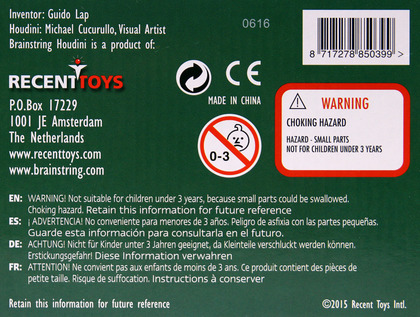 Inventor: Guido Lap
Houdini: Michael Cucurullo, Visual Artist
Brainstring Houdini is a product of:
0616
8 717278 850399 >
RECENTTOYS
P.O.Box 17229
1001 JE Amsterdam
The Netherlands
www.recenttoys.com
www.brainstring.com
CE
MADE IN CHINA
0-3
WARNING
CHOKING HAZARD
HAZARD - SMALL PARTS
NOT FOR CHILDREN UNDER 3 YEARS
EN: WARNING! Not suitable for children under 3 years, because small parts could be swallowed.
Choking hazard. Retain this information for future reference
ES: ¡ ADVERTENCIA! No conveniente para menores de 3 años. Peligro de asfixia con las partes pequeñas.
Guarde esta información para consultarla en el futuro.
DE: ACHTUNG! Nicht für Kinder unter 3 Jahren geeignet, da Kleinteile verschluckt werden können.
Erstickungsgefahr! Diese Information verwahren
FR: ATTENTION! Ne convient pas aux enfants de moins de 3 ans. Ce produit contient des pièces de
petite taille. Risque de suffocation. Instructions à conserver
Retain this information for future reference
©2015 Recent Toys Intl.